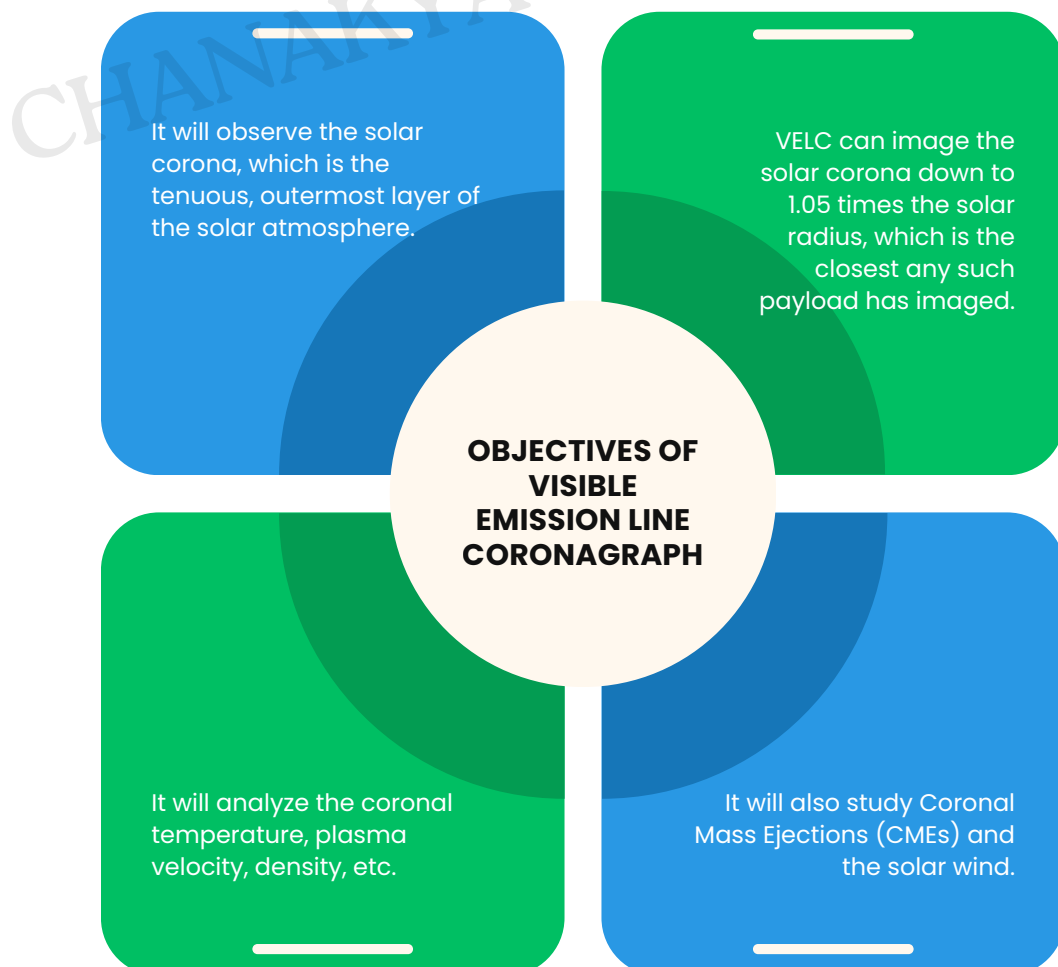 CHANAKYA
It will observe the solar
corona, which is the
tenuous, outermost layer of
the solar atmosphere.
VELC can image the
solar corona down to
1.05 times the solar
radius, which is the
closest any such
payload has imaged.
OBJECTIVES OF
VISIBLE
EMISSION LINE
CORONAGRAPH
It will analyze the coronal
temperature, plasma
velocity, density, etc.
It will also study Coronal
Mass Ejections (CMEs) and
the solar wind.